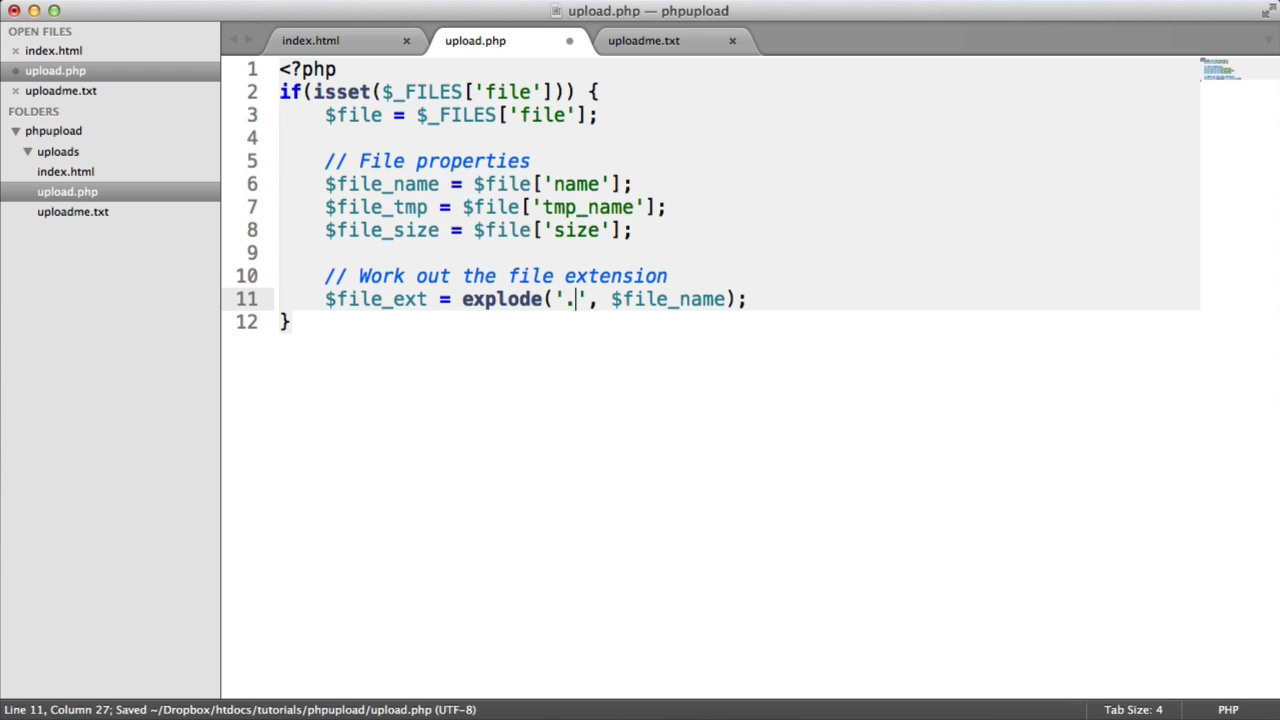 upload.php — phpupload
OPEN FILES
index.html
upload.php
uploadme.txt
FOLDERS
phpupload
uploads
index.html
upload.php
uploadme.txt
index.html
upload.php
uploadme.txt
1 <?php
2 if(isset($_FILES['file'])) {
3 $file = $_FILES['file'];
4
5 // File properties
6 $file_name = $file['name'];
7 $file_tmp = $file['tmp_name'];
8 $file_size = $file['size'];
9
10 // Work out the file extension
11 $file_ext = explode('.', $file_name);
12 }
Line 11, Column 27; Saved ~/Dropbox/htdocs/tutorials/phpupload/upload.php (UTF-8)
Tab Size: 4
PHP